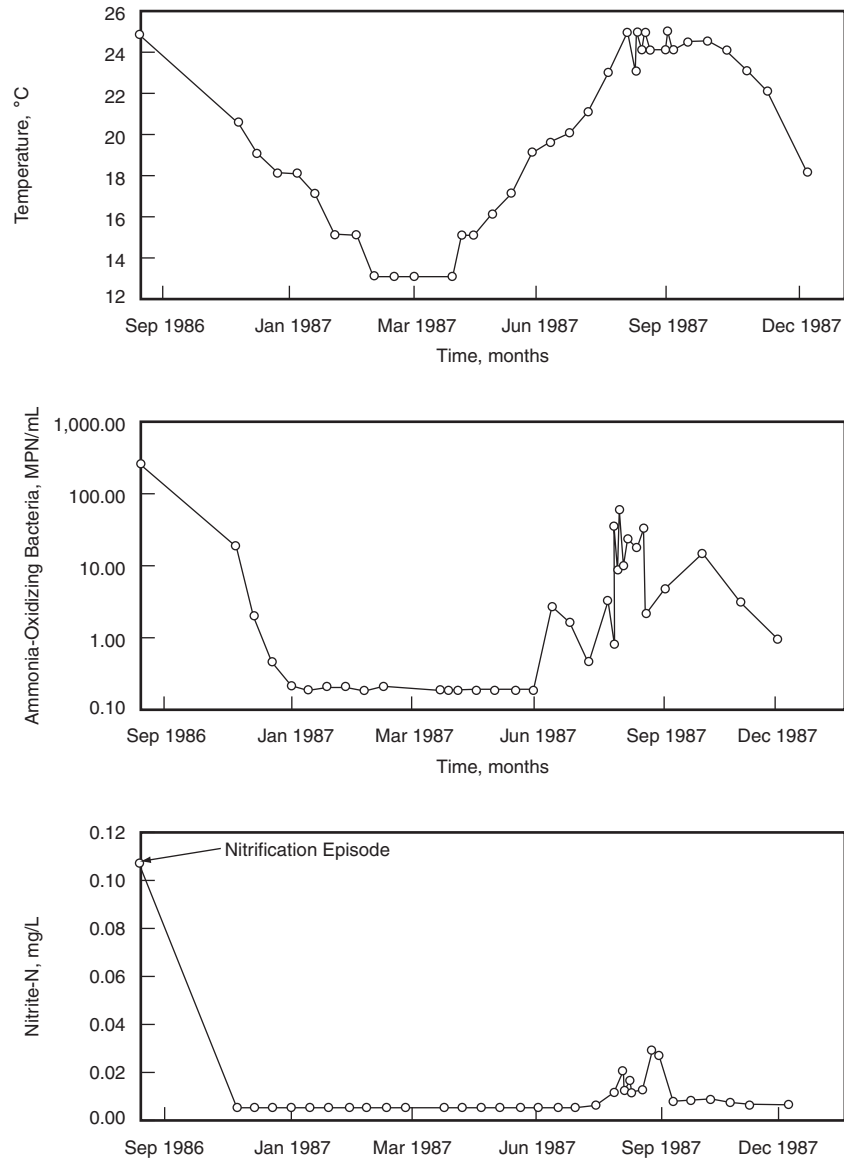 26
24
22
20
18
16
14
12
Temperature, °C
Sep 1986 Jan 1987 Mar 1987 Jun 1987 Sep 1987 Dec 1987
Time, months
1,000.00
100.00
10.00
1.00
0.10
Ammonia-Oxidizing Bacteria, MPN/mL
Sep 1986 Jan 1987 Mar 1987 Jun 1987 Sep 1987 Dec 1987
Time, months
0.12
0.10
0.08
0.06
0.04
0.02
0.00
Nitrite-N, mg/L
Nitrification Episode
Sep 1986 Jan 1987 Mar 1987 Jun 1987 Sep 1987 Dec 1987